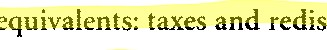 equivalents: taxes and redis